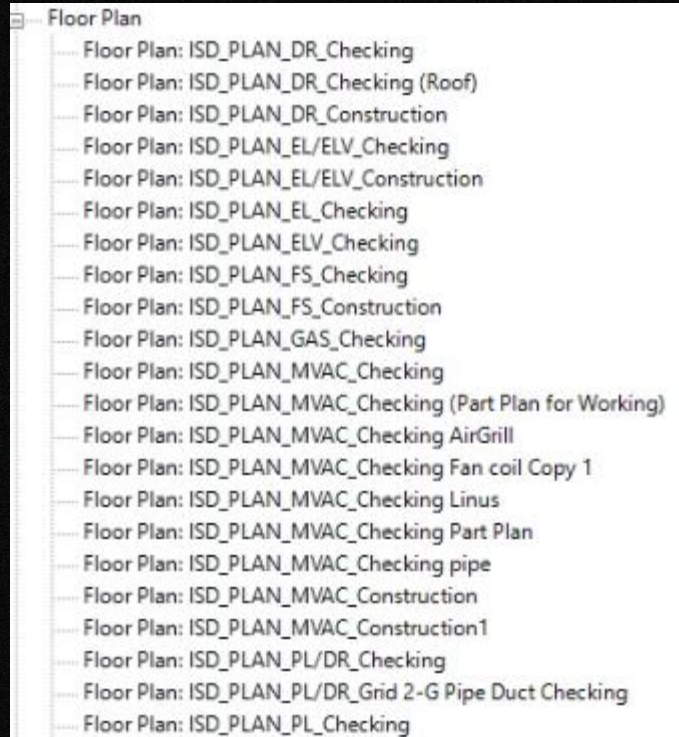 Floor Plan
Floor Plan: ISD_PLAN_DR_Checking
Floor Plan: ISD_PLAN_DR_Checking (Roof)
Floor Plan: ISD_PLAN_DR_Construction
Floor Plan: ISD_PLAN_EL/ELV_Checking
Floor Plan: ISD_PLAN_EL/ELV_Construction
Floor Plan: ISD_PLAN_EL_Checking
Floor Plan: ISD_PLAN_ELV_Checking
Floor Plan: ISD_PLAN_FS_Checking
Floor Plan: ISD_PLAN_FS_Construction
Floor Plan: ISD_PLAN_GAS_Checking
Floor Plan: ISD_PLAN_MVAC_Checking
Floor Plan: ISD_PLAN_MVAC_Checking (Part Plan for Working)
Floor Plan: ISD_PLAN_MVAC_Checking AirGrill
Floor Plan: ISD_PLAN_MVAC_Checking Fan coil Copy 1
Floor Plan: ISD_PLAN_MVAC_Checking Linus
Floor Plan: ISD_PLAN_MVAC_Checking Part Plan
Floor Plan: ISD_PLAN_MVAC_Checking pipe
Floor Plan: ISD_PLAN_MVAC_Construction
Floor Plan: ISD_PLAN_MVAC_Construction1
Floor Plan: ISD_PLAN_PL/DR_Checking
Floor Plan: ISD_PLAN_PL/DR_Grid 2-G Pipe Duct Checking
Floor Plan: ISD_PLAN_PL_Checking